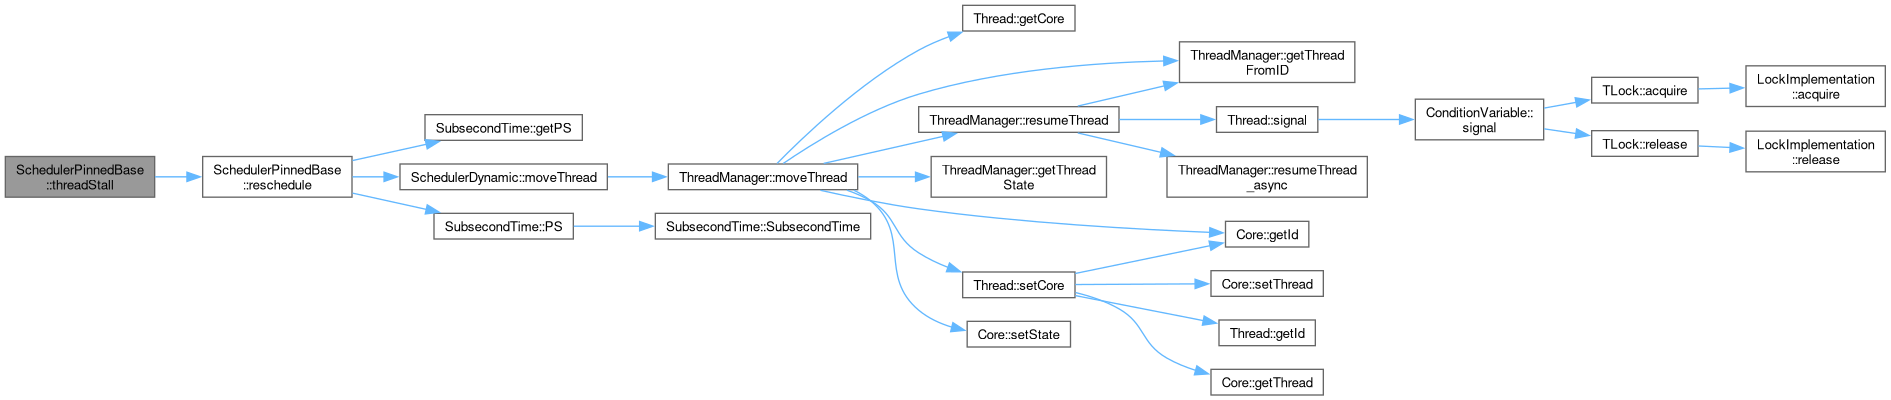 SchedulerPinnedBase
::threadStall
SchedulerPinnedBase
::reschedule
SubsecondTime::getPS
SchedulerDynamic::moveThread
SubsecondTime::PS
ThreadManager::moveThread
SubsecondTime::SubsecondTime
Thread::getCore
ThreadManager::resumeThread
ThreadManager::getThread
State
Thread::setCore
Core::setState
ThreadManager::getThread
FromID
Thread::signal
ThreadManager::resumeThread
_async
Core::getId
Core::setThread
Thread::getId
Core::getThread
ConditionVariable::
signal
TLock::acquire
TLock::release
LockImplementation
::acquire
LockImplementation
::release